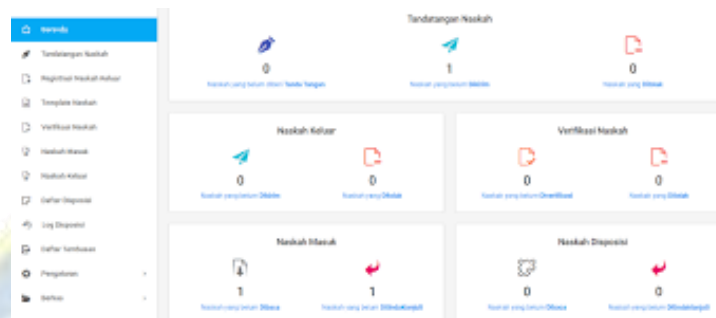 Beranda
Tandatangan Naskah
Registrasi Naskah Keluar
Template Naskah
Verifikasi Naskah
Naskah Masuk
Naskah Keluar
Daftar Disposisi
Log Disposisi
Daftar Tembusan
Pengaturan
Berkas
Tandatangan Naskah
0 1 0
Naskah yang belum diberi Tanda Tangan Naskah yang belum Dikirim Naskah yang Ditolak
Naskah Keluar
0 0
Naskah yang belum Dikirim Naskah yang Ditolak
Verifikasi Naskah
0 0
Naskah yang belum Diverifikasi Naskah yang Ditolak
Naskah Masuk
1 1
Naskah yang belum Dibaca Naskah yang belum Ditindaklanjuti
Naskah Disposisi
0 0
Naskah yang belum Dibaca Naskah yang belum Ditindaklanjuti